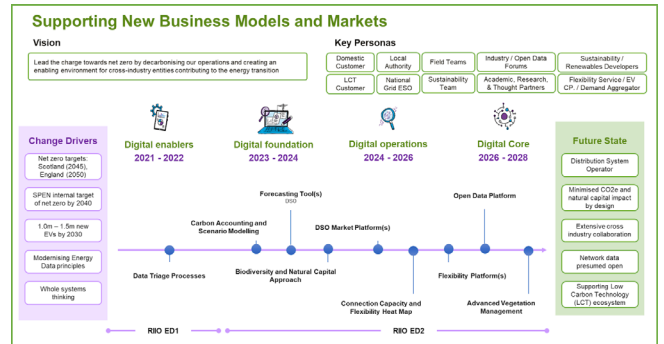 Supporting New Business Models and Markets
Vision
Lead the charge towards net zero by decarbonising our operations and creating an
enabling environment for cross-industry entities contributing to the energy transition
Key Personas
Domestic
Customer
Local
Authority
Field Teams
Industry / Open Data
Forums
Sustainability /
Renewables Developers
LCT
Customer
National
Grid ESO
Sustainability
Team
Academic, Research,
& Thought Partners
Flexibility Service / EV
CP. / Demand Aggregator
Change Drivers
Net zero targets:
Scotland (2045),
England (2050)
SPEN internal target
of net zero by 2040
1.0m – 1.5m new
EVs by 2030
Modernising Energy
Data principles
Whole systems
thinking
Digital enablers
2021 - 2022
Digital foundation
2023 - 2024
Digital operations
2024 - 2026
Digital Core
2026 - 2028
Forecasting Tool(s)
DSO
Open Data Platform
Carbon Accounting and
Scenario Modelling
DSO Market Platform(s)
Data Triage Processes
Biodiversity and Natural Capital
Approach
Flexibility Platform(s)
Connection Capacity and
Flexibility Heat Map
Advanced Vegetation
Management
RIIO ED1
RIIO ED2
Future State
Distribution System
Operator
Minimised CO2e and
natural capital impact
by design
Extensive cross
industry collaboration
Network data
presumed open
Supporting Low
Carbon Technology
(LCT) ecosystem